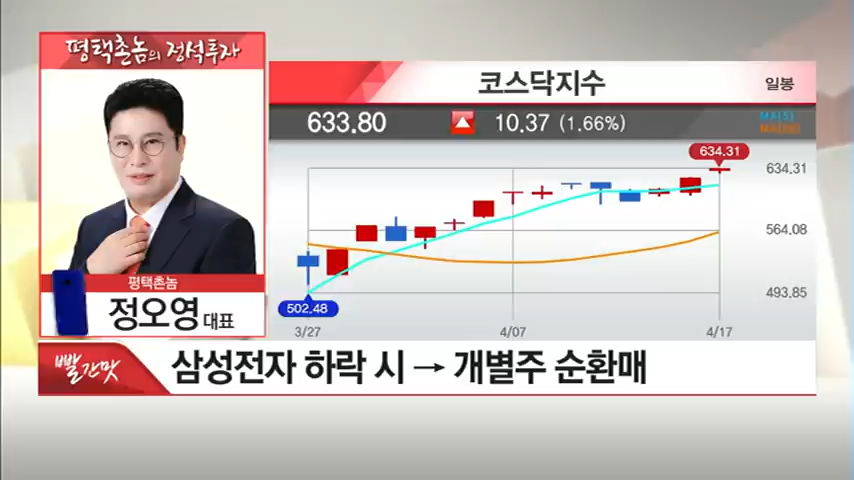 평택촌놈의 정석투자
코스닥지수
일봉
633.80
10.37 (1.66%)
MA(5)
634.31
634.31
564.08
493.85
502.48
3/27
4/07
4/17
평택촌놈
정오영 대표
빨간맛
삼성전자 하락 시 → 개별주 순환매